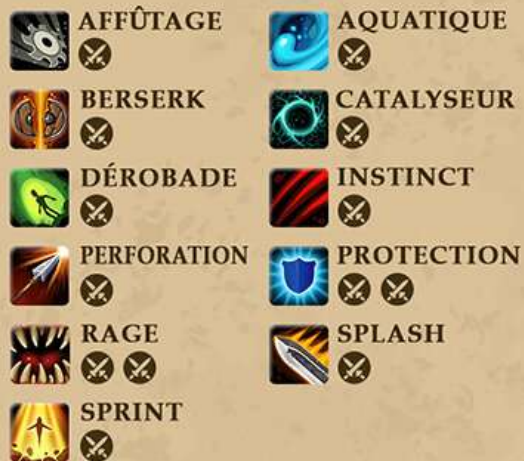 AFFÛTAGE
AQUATIQUE
BERSERK
CATALYSEUR
DÉROBADE
INSTINCT
PERFORATION
PROTECTION
RAGE
SPLASH
SPRINT